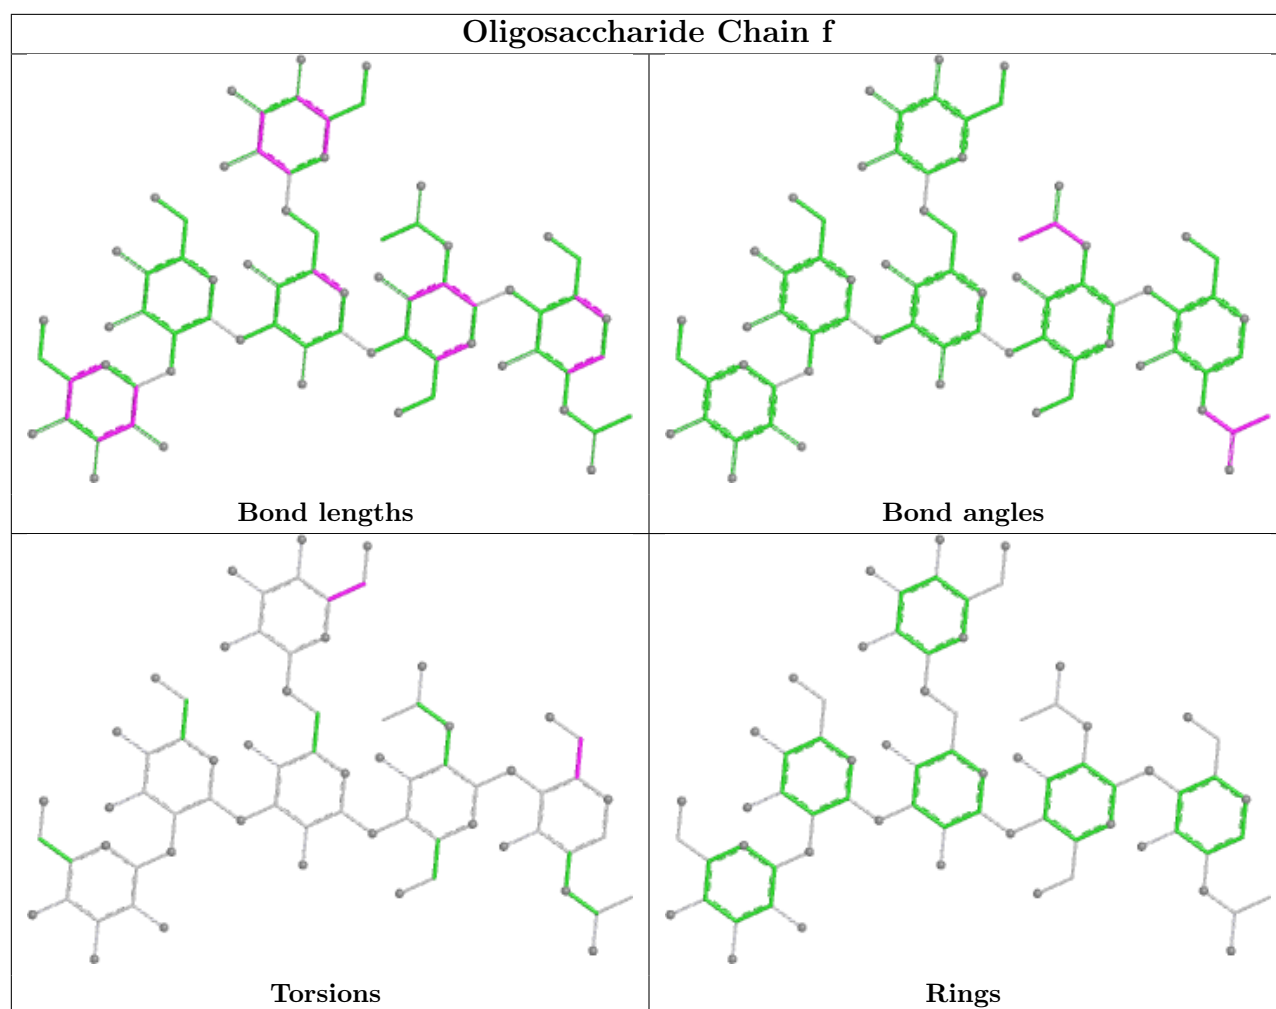 Oligosaccharide Chain f
Bond lengths
Bond angles
Torsions
Rings